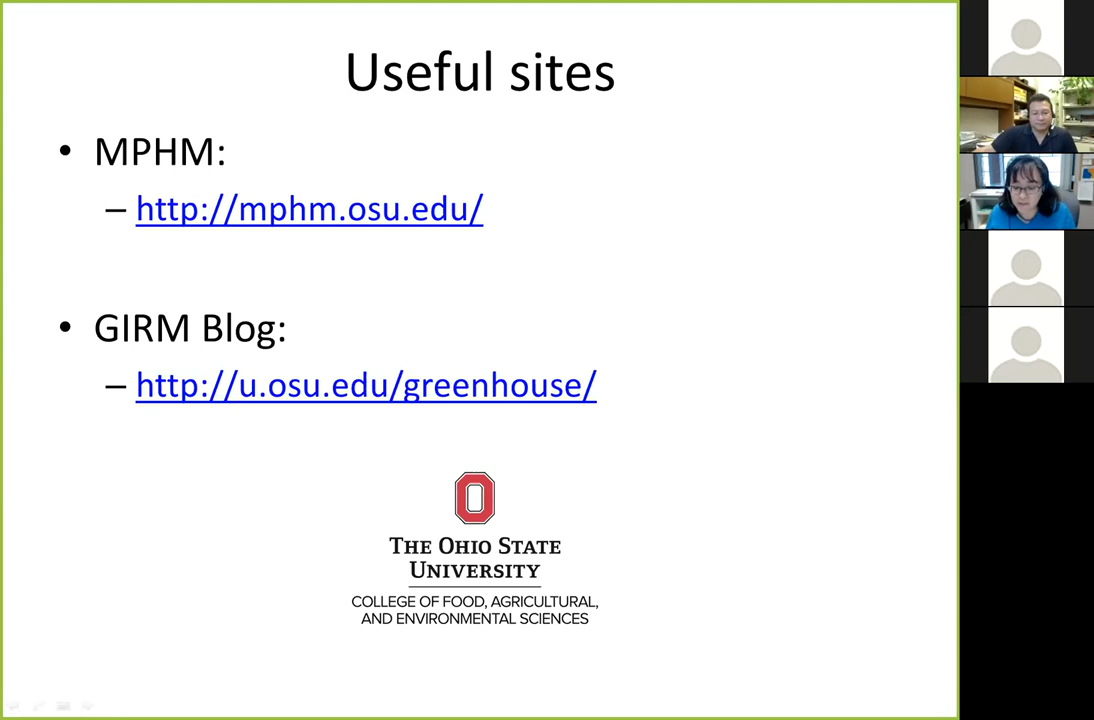 Useful sites
• MPHM:
– http://mphm.osu.edu/
• GIRM Blog:
– http://u.osu.edu/greenhouse/
THE OHIO STATE
UNIVERSITY
COLLEGE OF FOOD, AGRICULTURAL,
AND ENVIRONMENTAL SCIENCES